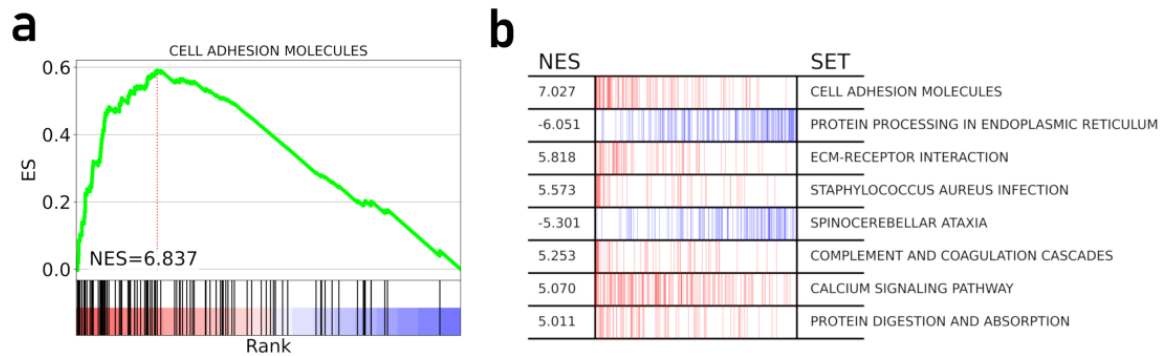 a
CELL ADHESION MOLECULES
0.6
0.4
0.2
0.0
ES
NES=6.837
Rank
b
NES SET
7.027 CELL ADHESION MOLECULES
-6.051 PROTEIN PROCESSING IN ENDOPLASMIC RETICULUM
5.818 ECM-RECEPTOR INTERACTION
5.573 STAPHYLOCOCCUS AUREUS INFECTION
-5.301 SPINOCEREBELLAR ATAXIA
5.253 COMPLEMENT AND COAGULATION CASCADES
5.070 CALCIUM SIGNALING PATHWAY
5.011 PROTEIN DIGESTION AND ABSORPTION